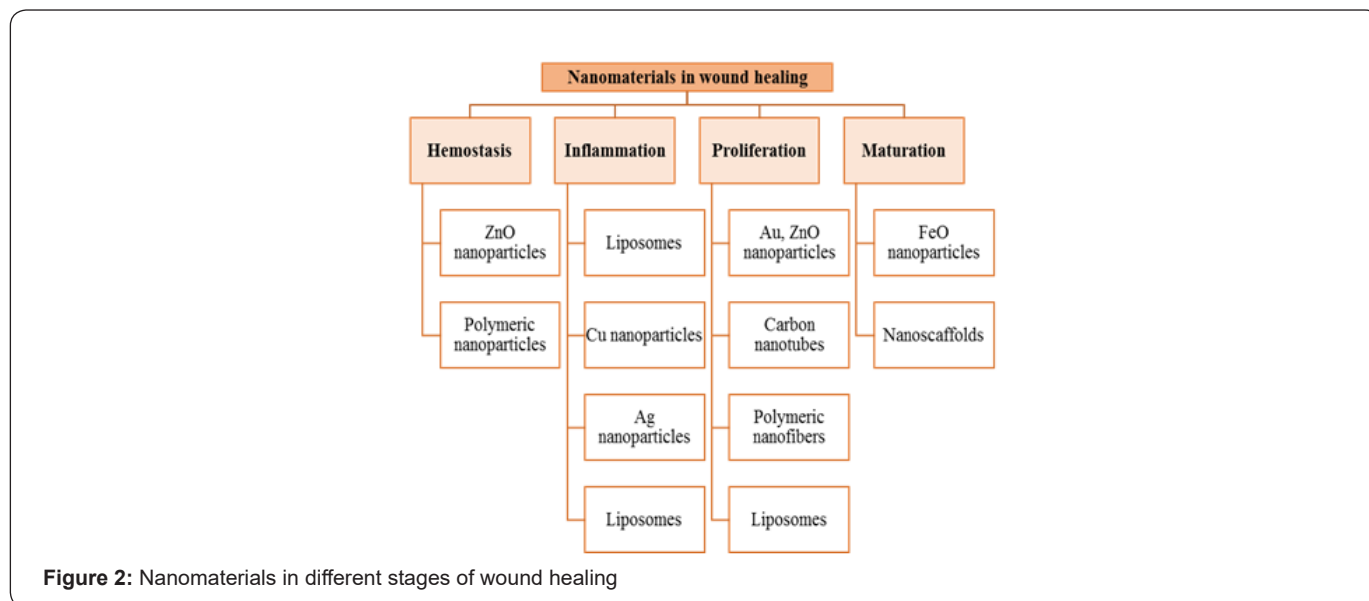 Nanomaterials in wound healing
Hemostasis
Inflammation
Proliferation
Maturation
ZnO
nanoparticles
Liposomes
Au, ZnO
nanoparticles
FeO
nanoparticles
Polymeric
nanoparticles
Cu nanoparticles
Carbon
nanotubes
Nanoscaffolds
Ag
nanoparticles
Polymeric
nanofibers
Liposomes
Liposomes
Figure 2: Nanomaterials in different stages of wound healing